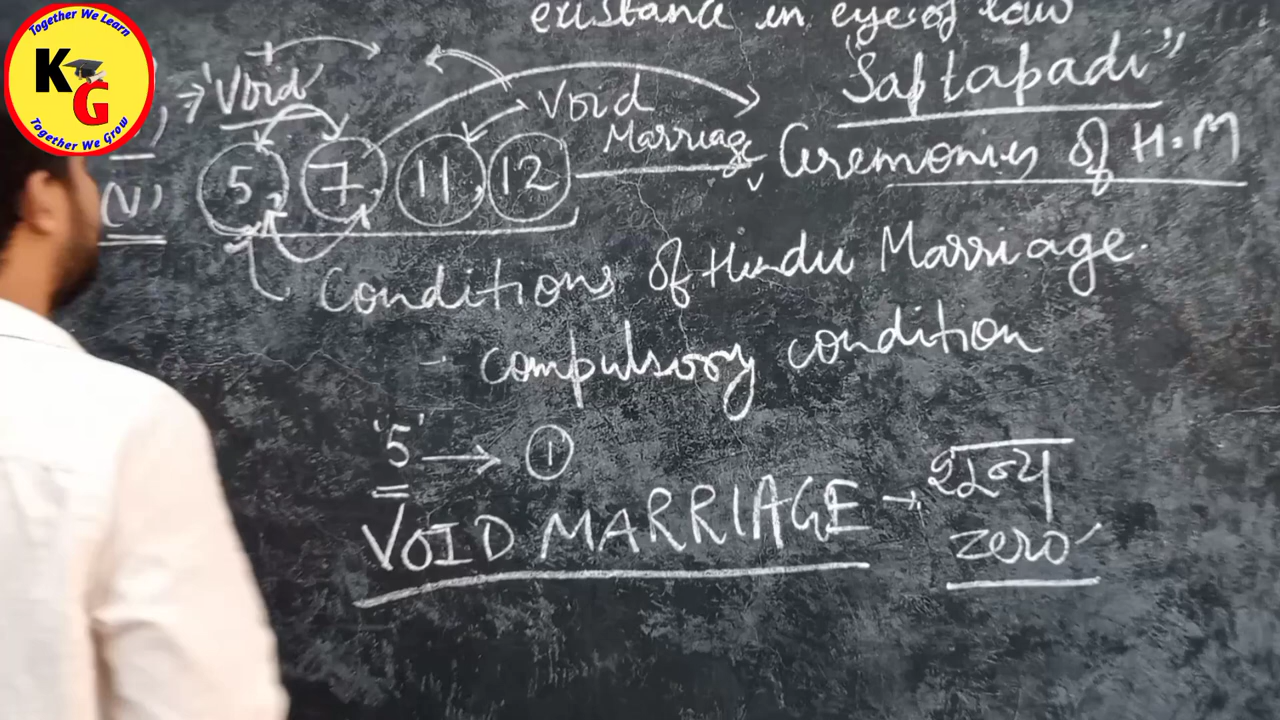 Together We Learn
KG
Together We Grow
existance in eye of law
'Void'
Void
Marriage
"Saptapadi"
(V)
5 7 11, 12
Ceremonies of H.M
Conditions of Hindu Marriage.
- compulsory condition
'5' → 1
VOID MARRIAGE → शून्य
zero